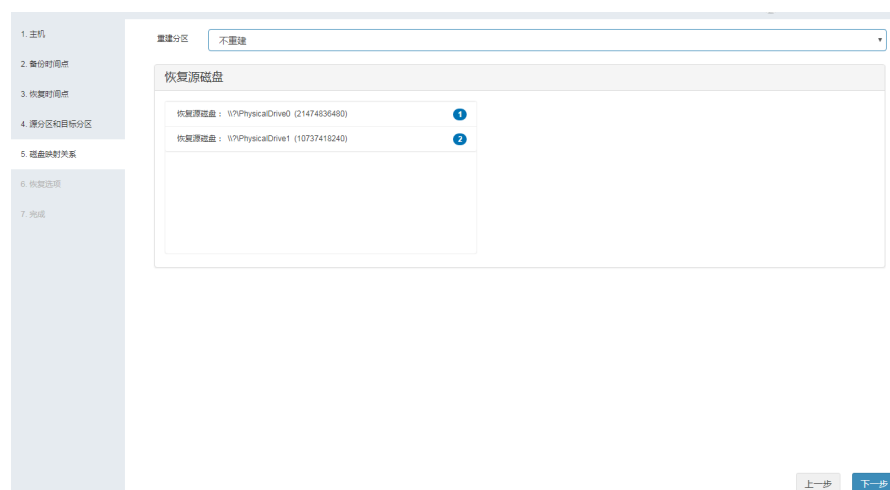 1. 主机
2. 备份时间点
3. 恢复时间点
4. 源分区和目标分区
5. 磁盘映射关系
6. 恢复选项
7. 完成
重建分区 不重建
恢复源磁盘
恢复源磁盘： \\?\PhysicalDrive0 (21474836480) 1
恢复源磁盘： \\?\PhysicalDrive1 (10737418240) 2
上一步 下一步